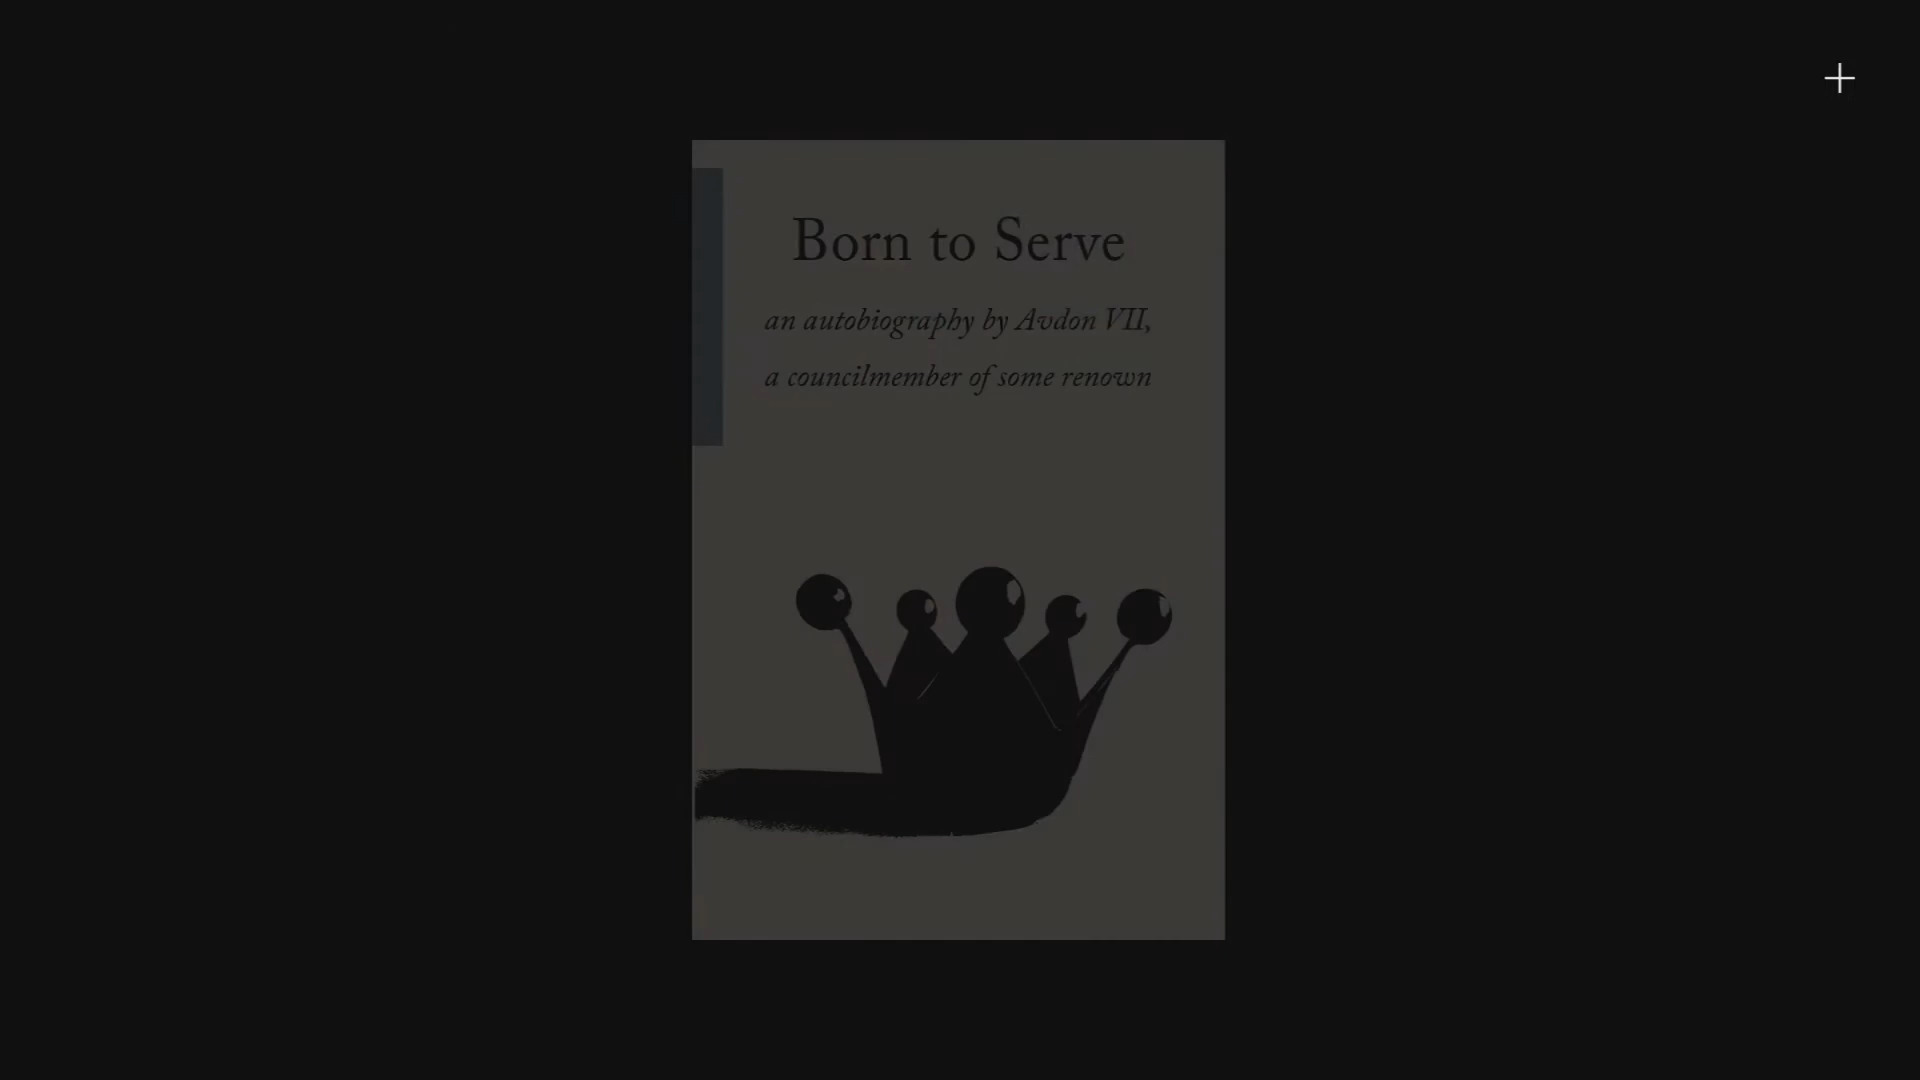 Born to Serve
an autobiography by Avdon VII,
a councilmember of some renown